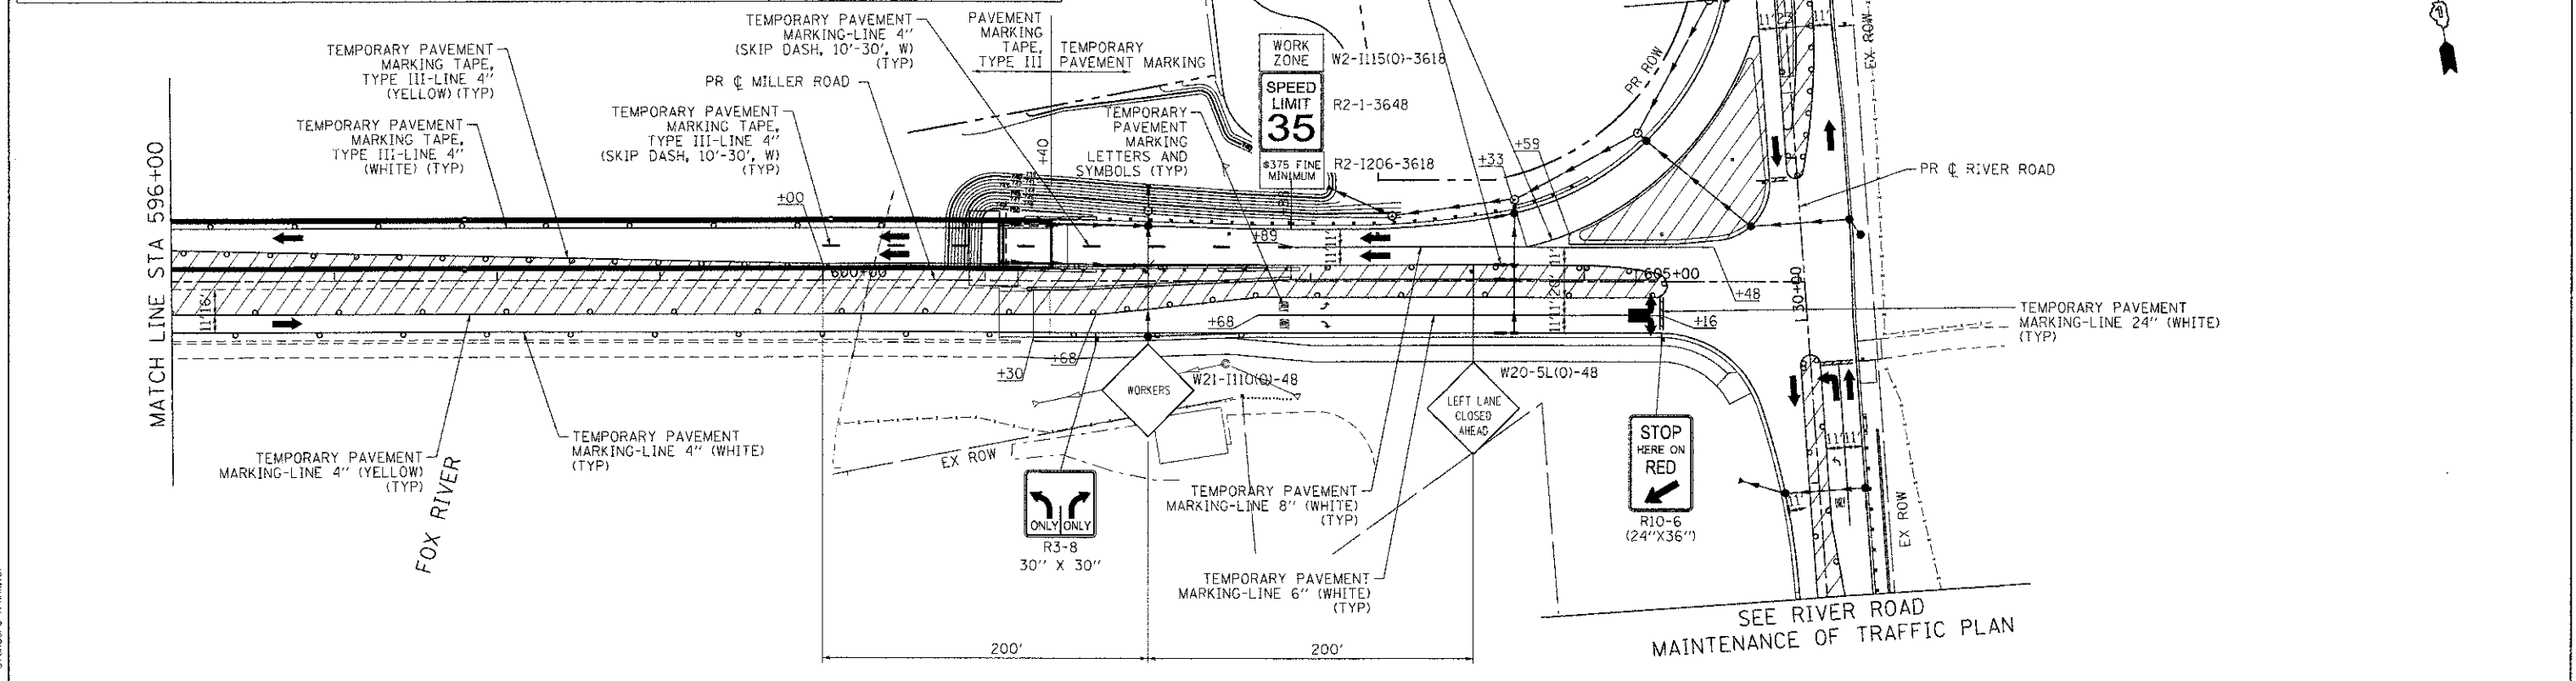 TEMPORARY PAVEMENT
MARKING TAPE,
TYPE III-LINE 4"
(YELLOW) (TYP)
TEMPORARY PAVEMENT
MARKING TAPE,
TYPE III-LINE 4"
(WHITE) (TYP)
TEMPORARY PAVEMENT
MARKING-LINE 4"
(SKIP DASH, 10'-30', W)
(TYP)
PR ℄ MILLER ROAD
TEMPORARY PAVEMENT
MARKING TAPE,
TYPE III-LINE 4"
(SKIP DASH, 10'-30', W)
(TYP)
PAVEMENT
MARKING
TAPE,
TYPE III
TEMPORARY
PAVEMENT MARKING
TEMPORARY
PAVEMENT
MARKING
LETTERS AND
SYMBOLS (TYP)
WORK
ZONE
W2-I115(O)-3618
SPEED
LIMIT
35
R2-1-3648
$375 FINE
MINIMUM
R2-I206-3618
+33
+59
PR ROW
EX ROW
PR ℄ RIVER ROAD
MATCH LINE STA 596+00
+00
+40
+89
600+00
605+00
+48
+16
+68
+68
+30
130+00
11'
16'
11'
11'
TEMPORARY PAVEMENT
MARKING-LINE 24" (WHITE)
(TYP)
WORKERS
W21-I110(O)-48
LEFT LANE
CLOSED
AHEAD
W20-5L(O)-48
STOP
HERE ON
RED
R10-6
(24"X36")
ONLY
ONLY
R3-8
30" X 30"
EX ROW
TEMPORARY PAVEMENT
MARKING-LINE 4" (YELLOW)
(TYP)
FOX RIVER
TEMPORARY PAVEMENT
MARKING-LINE 4" (WHITE)
(TYP)
TEMPORARY PAVEMENT
MARKING-LINE 8" (WHITE)
(TYP)
TEMPORARY PAVEMENT
MARKING-LINE 6" (WHITE)
(TYP)
EX ROW
200'
200'
SEE RIVER ROAD
MAINTENANCE OF TRAFFIC PLAN